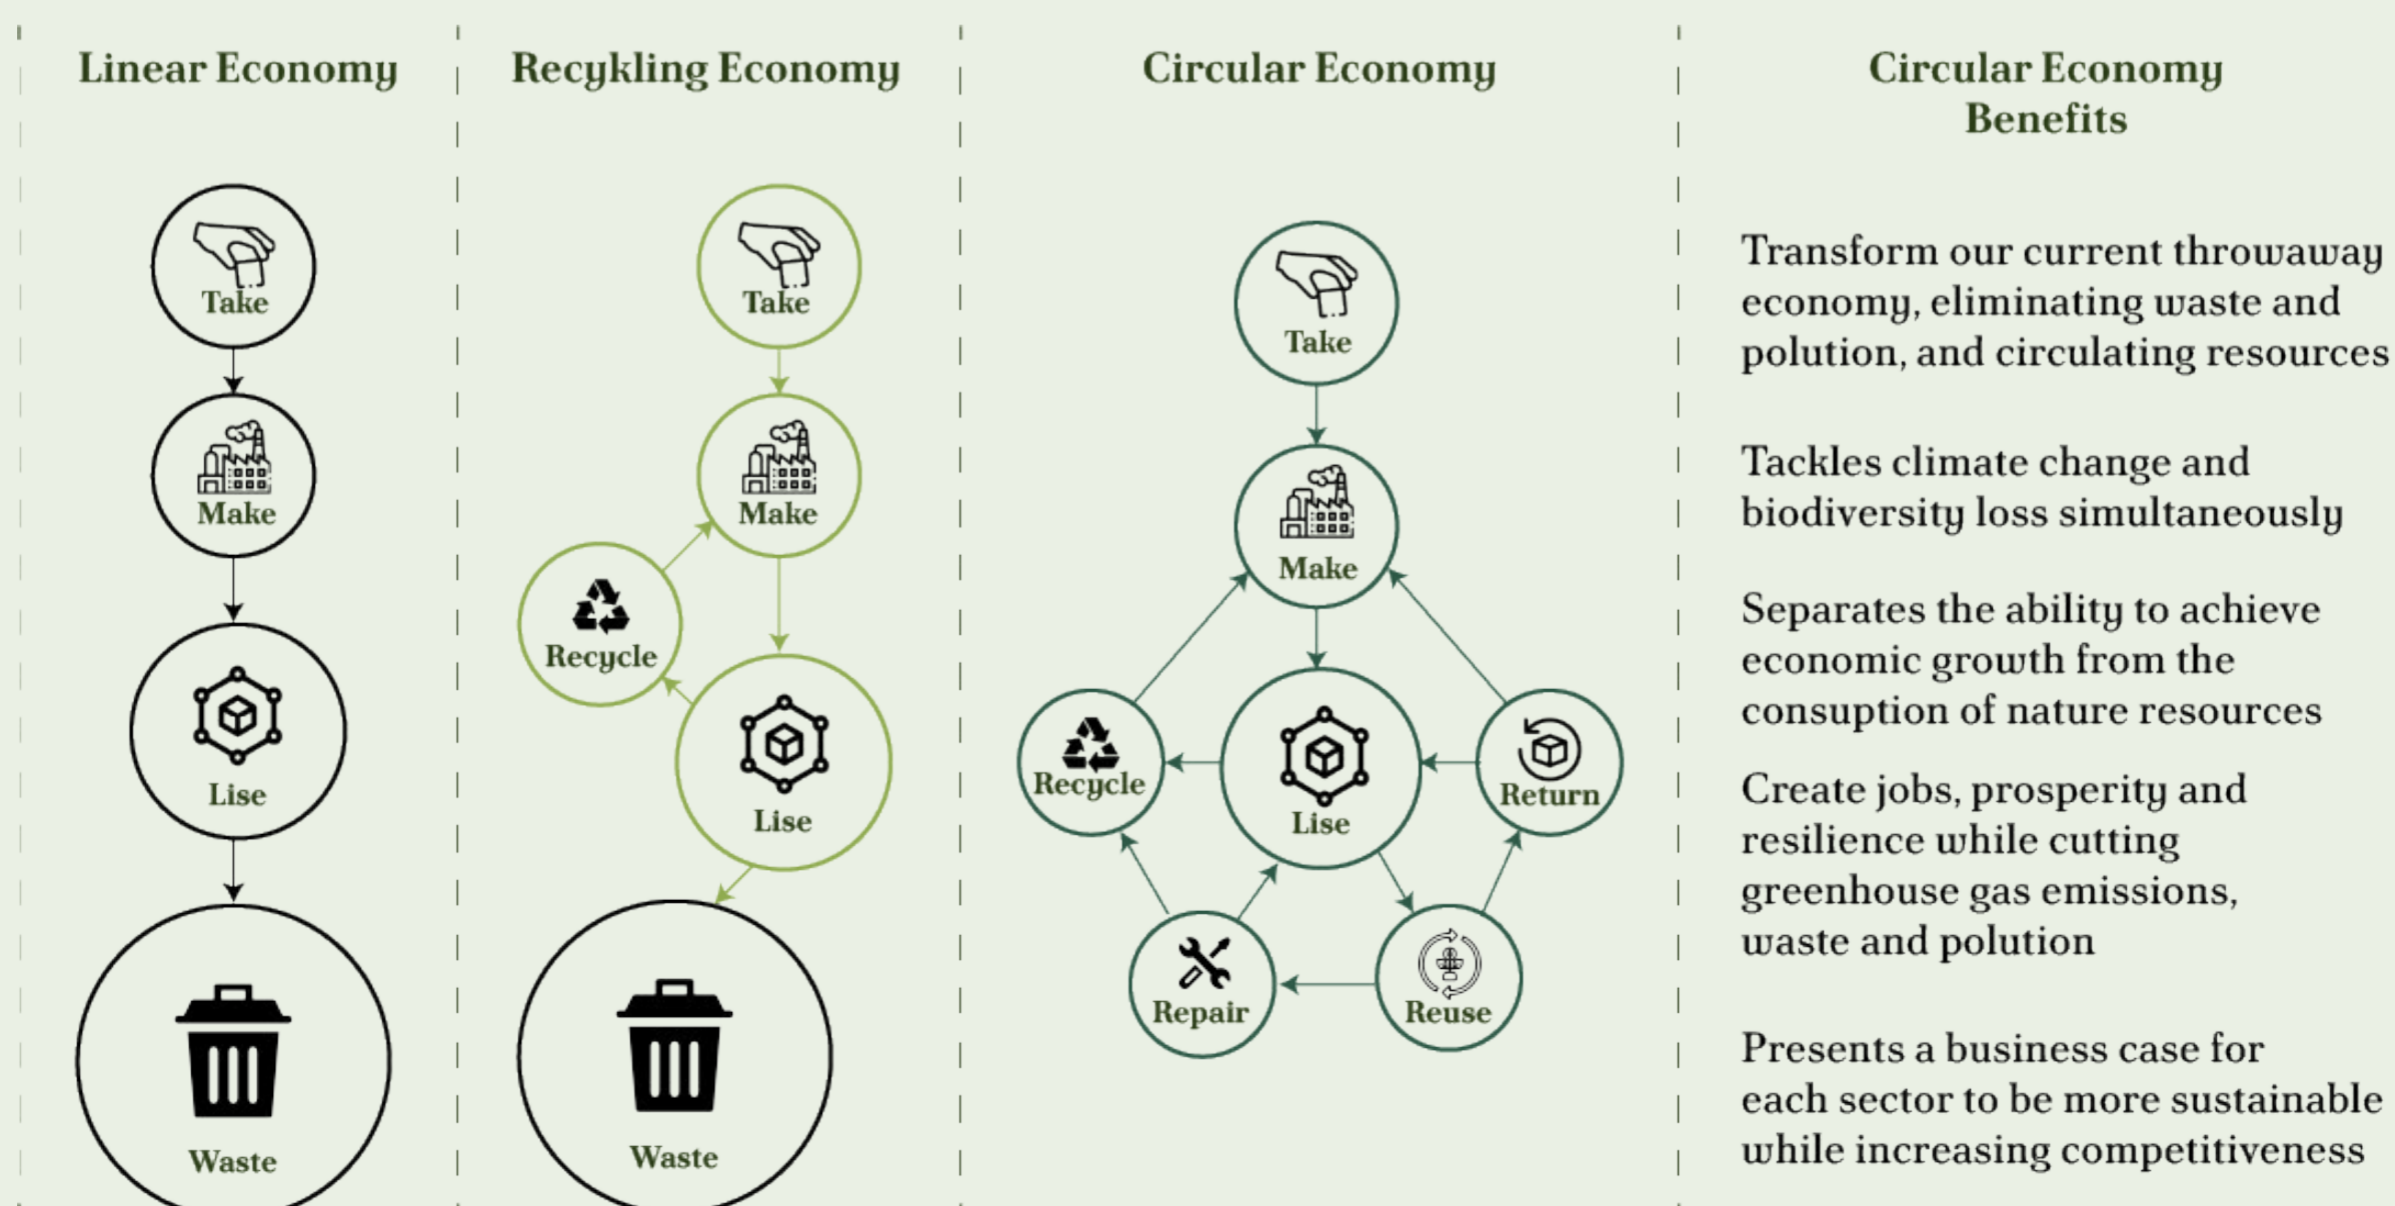 Linear Economy
Take
Make
Lise
Waste
Recykling Economy
Take
Make
Recycle
Lise
Waste
Circular Economy
Take
Make
Recycle
Lise
Return
Repair
Reuse
Circular Economy
Benefits
Transform our current throwaway
economy, eliminating waste and
polution, and circulating resources
Tackles climate change and
biodiversity loss simultaneously
Separates the ability to achieve
economic growth from the
consuption of nature resources
Create jobs, prosperity and
resilience while cutting
greenhouse gas emissions,
waste and polution
Presents a business case for
each sector to be more sustainable
while increasing competitiveness